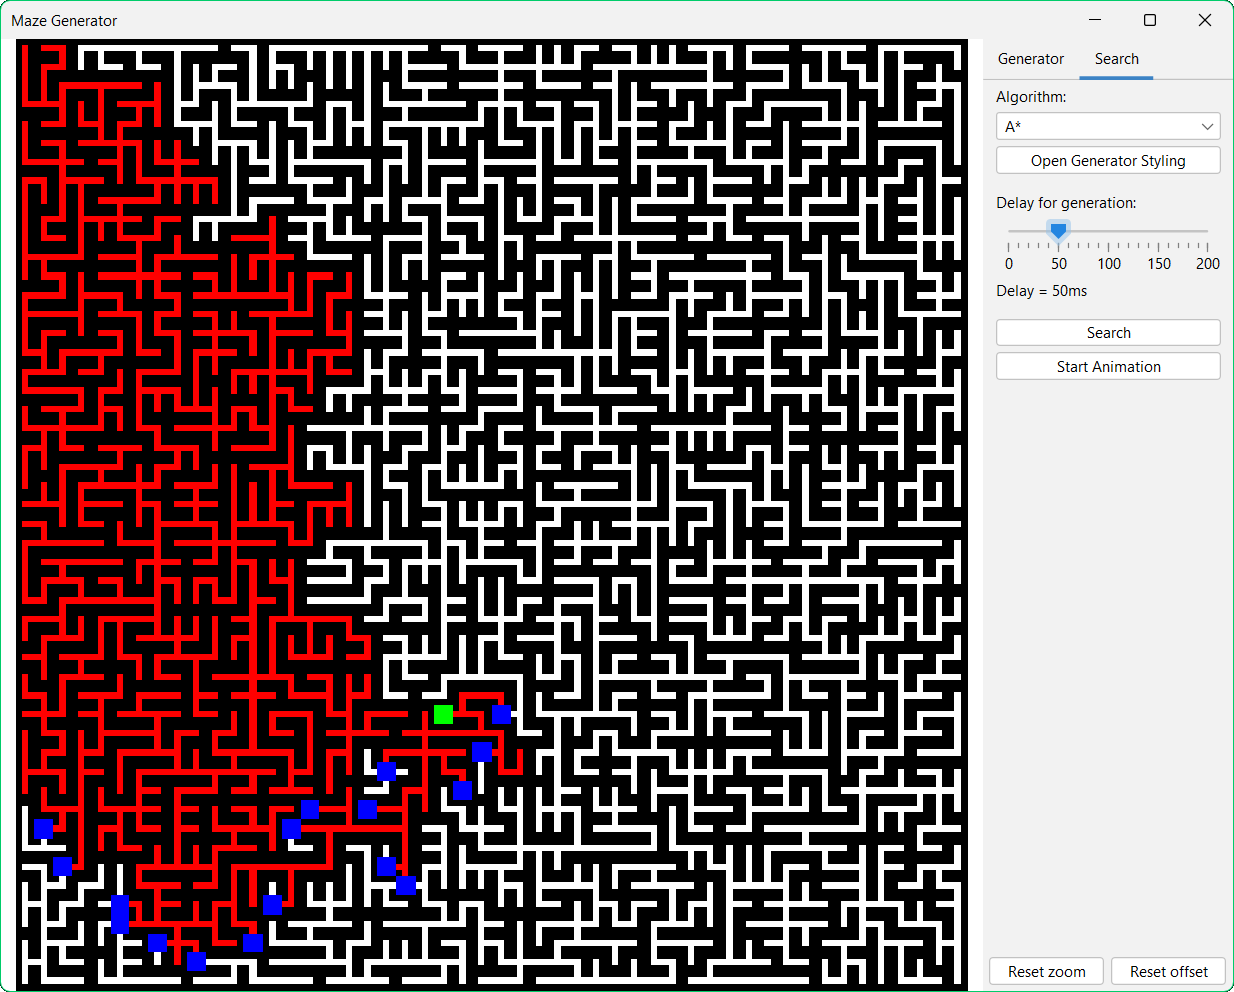 Maze Generator
Generator Search
Algorithm:
A*
Open Generator Styling
Delay for generation:
0 50 100 150 200
Delay = 50ms
Search
Start Animation
Reset zoom Reset offset